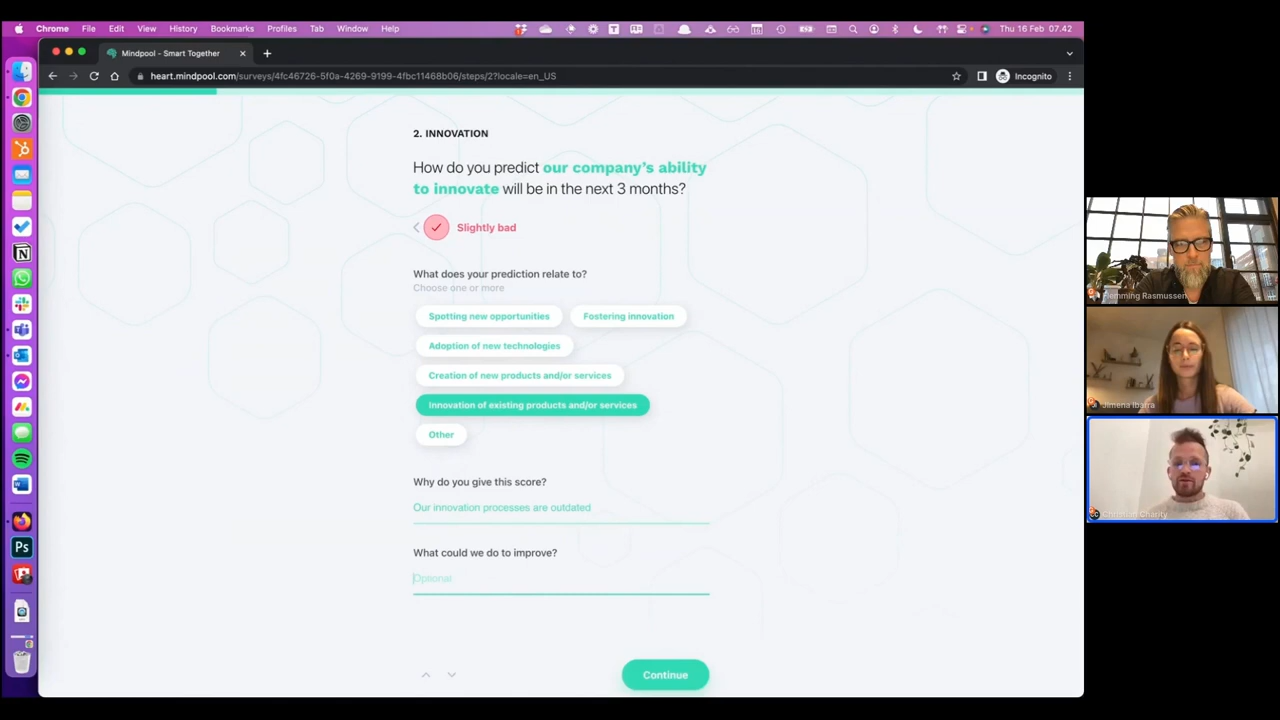 Chrome File Edit View History Bookmarks Profiles Tab Window Help Thu 16 Feb 07.42
Mindpool - Smart Together
heart.mindpool.com/surveys/4fc46726-5f0a-4269-9199-4fbc11468b06/steps/2?locale=en_US
Incognito
2. INNOVATION
How do you predict our company's ability
to innovate will be in the next 3 months?
Slightly bad
What does your prediction relate to?
Choose one or more
Spotting new opportunities
Fostering innovation
Adoption of new technologies
Creation of new products and/or services
Innovation of existing products and/or services
Other
Why do you give this score?
Our innovation processes are outdated
What could we do to improve?
Optional
Continue
Flemming Rasmussen
Jimena Ibarra
Christian Charity
Ps